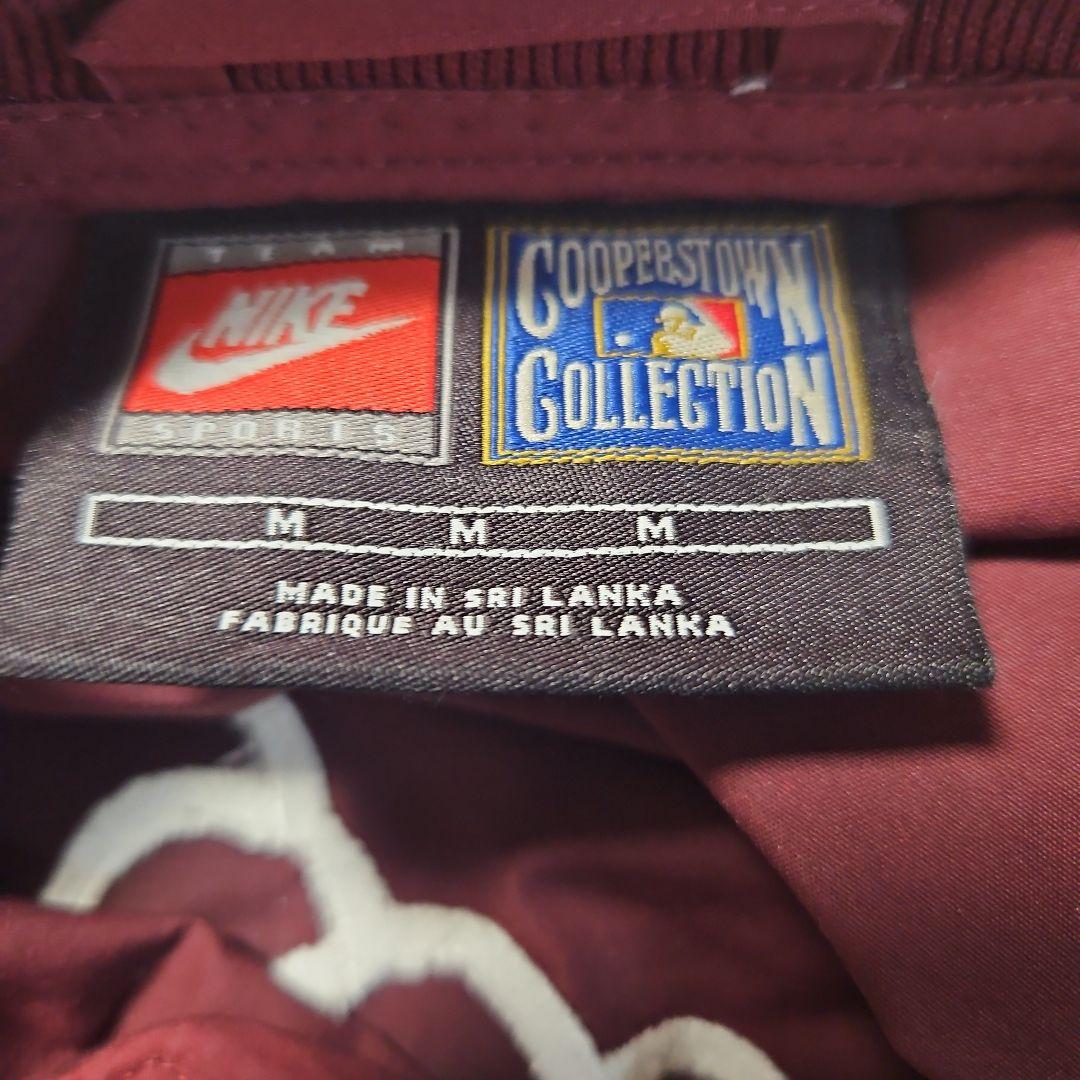 TEAM
NIKE
SPORTS
COOPERSTOWN
COLLECTION
M M M
MADE IN SRI LANKA
FABRIQUE AU SRI LANKA